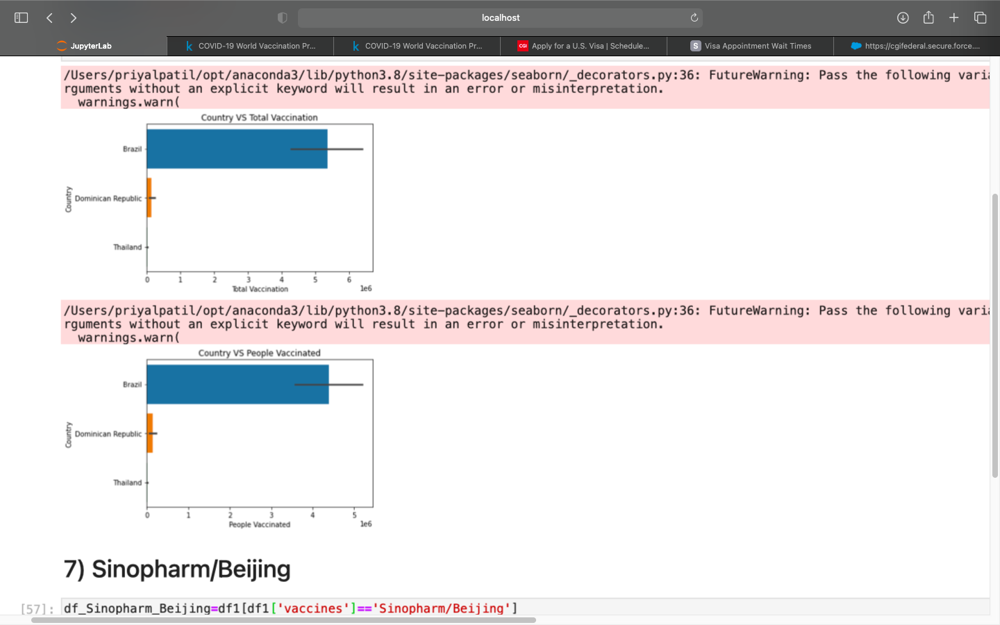 localhost
JupyterLab
COVID-19 World Vaccination Pr...
COVID-19 World Vaccination Pr...
CGI
Apply for a U.S. Visa | Schedule...
S
Visa Appointment Wait Times
https://cgifederal.secure.force....
/Users/priyalpatil/opt/anaconda3/lib/python3.8/site-packages/seaborn/_decorators.py:36: FutureWarning: Pass the following varia
rguments without an explicit keyword will result in an error or misinterpretation.
warnings.warn(
Country VS Total Vaccination
Brazil
Dominican Republic
Thailand
Country
0 1 2 3 4 5 6
1e6
Total Vaccination
/Users/priyalpatil/opt/anaconda3/lib/python3.8/site-packages/seaborn/_decorators.py:36: FutureWarning: Pass the following varia
rguments without an explicit keyword will result in an error or misinterpretation.
warnings.warn(
Country VS People Vaccinated
Brazil
Dominican Republic
Thailand
Country
0 1 2 3 4 5
1e6
People Vaccinated
7) Sinopharm/Beijing
[57]: df_Sinopharm_Beijing=df1[df1['vaccines']=='Sinopharm/Beijing']